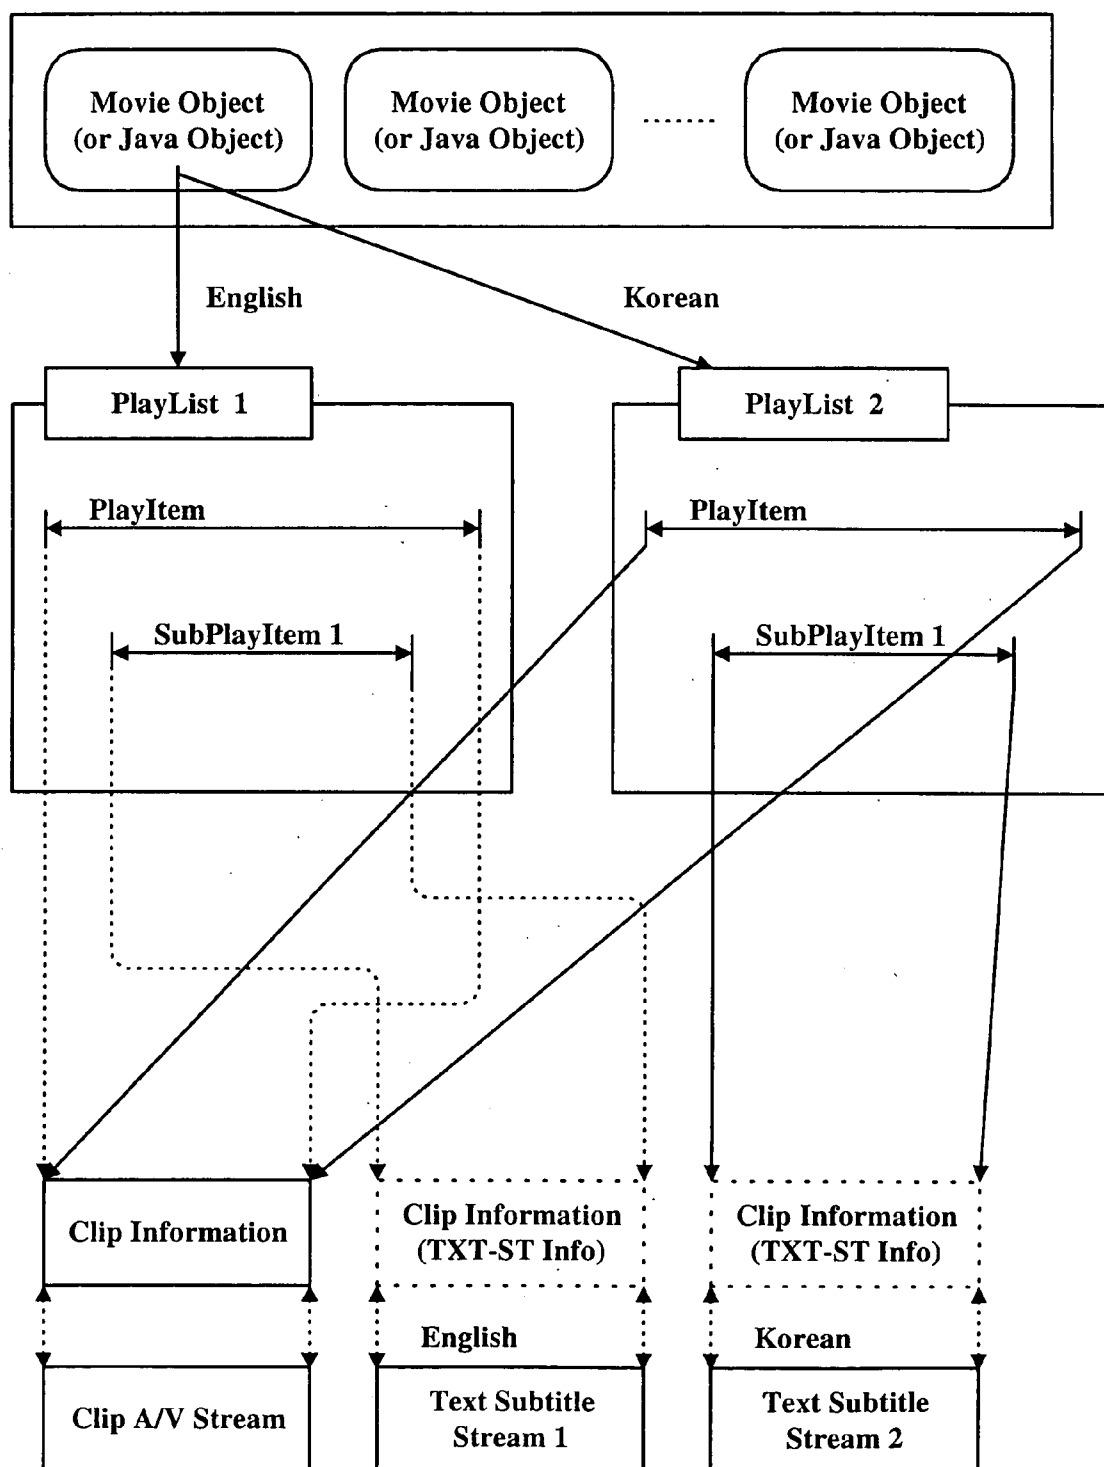 Movie Object
(or Java Object)
Movie Object
(or Java Object)
Movie Object
(or Java Object)
English
Korean
PlayList 1
PlayList 2
PlayItem
PlayItem
SubPlayItem 1
SubPlayItem 1
Clip Information
Clip Information
(TXT-ST Info)
Clip Information
(TXT-ST Info)
English
Korean
Clip A/V Stream
Text Subtitle
Stream 1
Text Subtitle
Stream 2